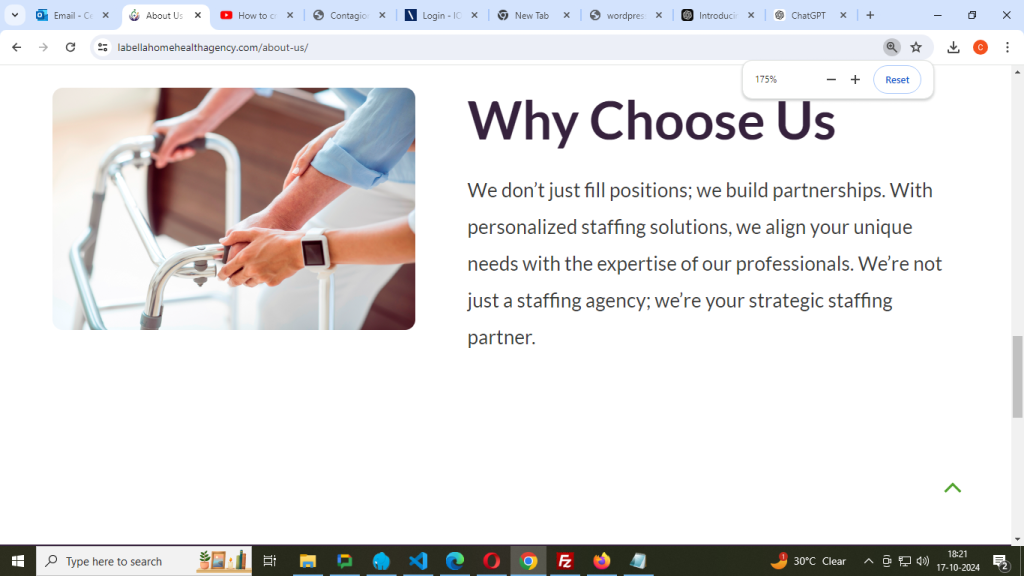 Email - Co
About Us
How to cr
Contagion
Login - IC
New Tab
wordpres
Introducin
ChatGPT
labellahomehealthagency.com/about-us/
C
175%
Reset
Why Choose Us
We don’t just fill positions; we build partnerships. With
personalized staffing solutions, we align your unique
needs with the expertise of our professionals. We’re not
just a staffing agency; we’re your strategic staffing
partner.
Type here to search
30°C Clear
18:21
17-10-2024
2